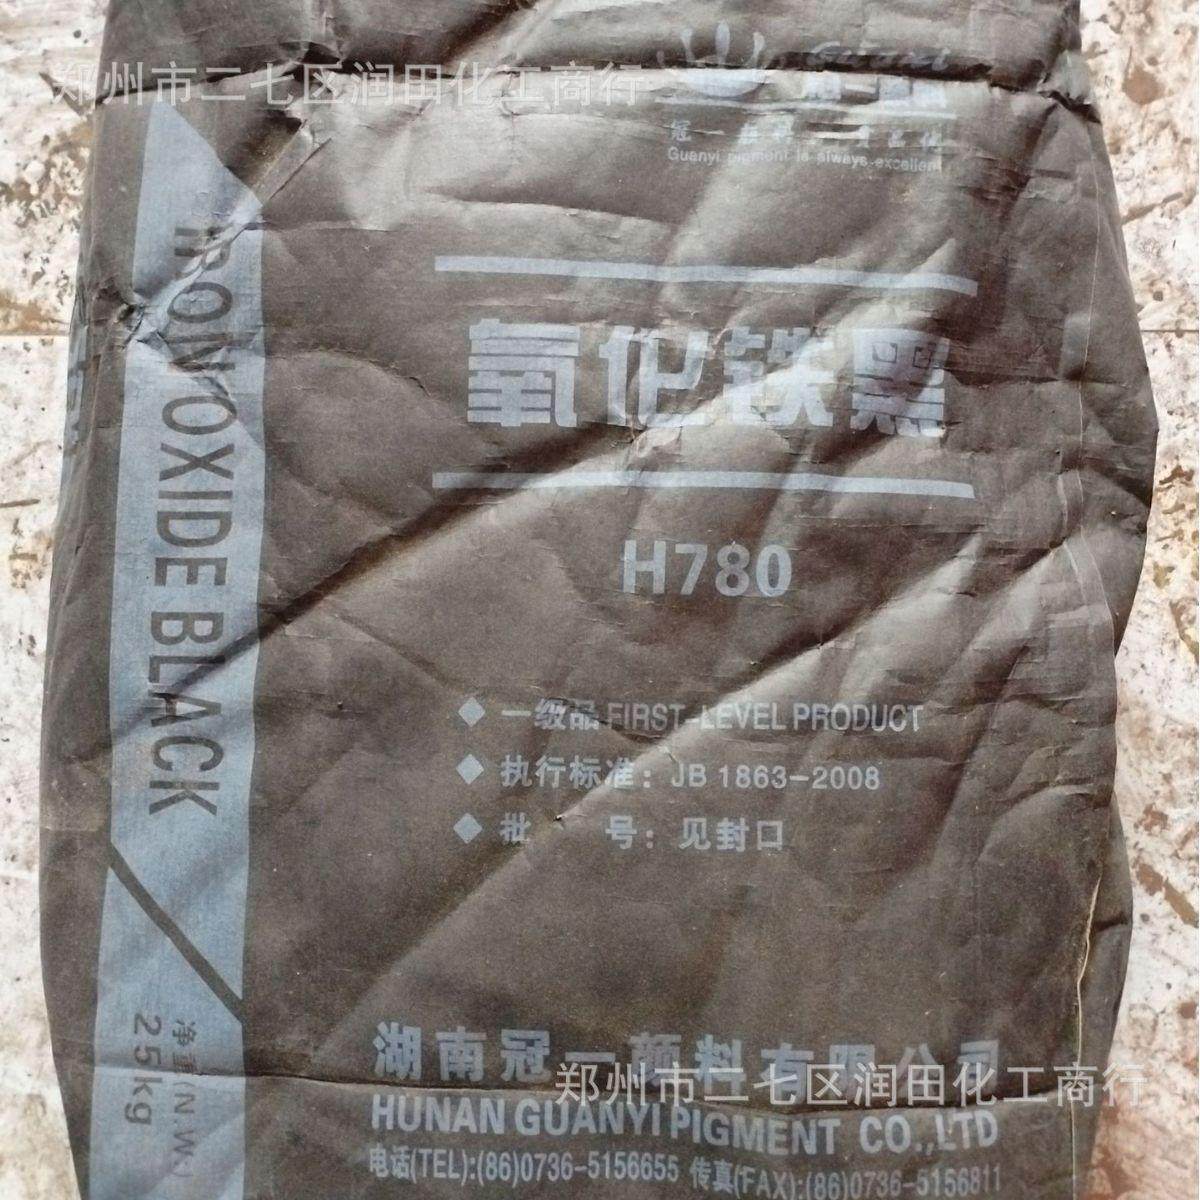 郑州市二七区润田化工商行
Guanyi
Guanyi pigment is always excellent
氧化铁黑
H780
一级品 FIRST-LEVEL PRODUCT
执行标准：JB 1863-2008
批 号：见封口
IRON OXIDE BLACK
净重(N.W.)
25kg
湖南冠一颜料有限公司
郑州市二七区润田化工商行
HUNAN GUANYI PIGMENT CO.,LTD
电话(TEL):(86)0736-5156655 传真(FAX):(86)0736-5156811